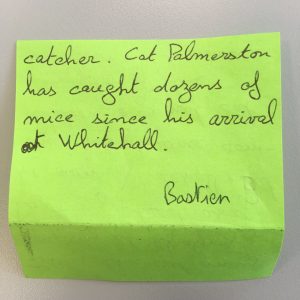 catcher. Cat Palmerston
has caught dozens of
mice since his arrival
at Whitehall.
Bastien